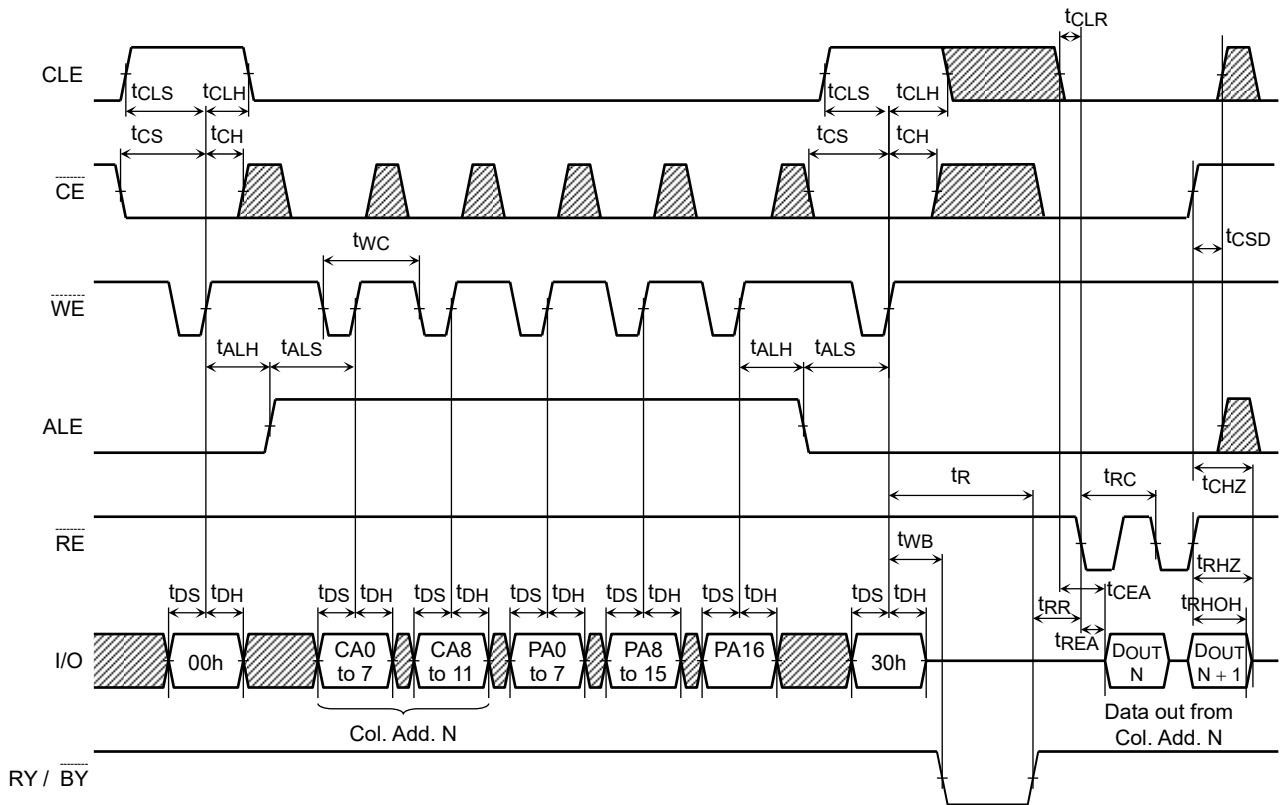 tCLR
CLE
tCLS
tCLH
tCLS
tCLH
tCS
tCH
tCS
tCH
CE
tWC
tCSD
WE
tALH
tALS
tALH
tALS
ALE
tR
tRC
tCHZ
RE
tWB
tRHZ
tDS
tDH
tDS
tDH
tDS
tDH
tDS
tDH
tDS
tDH
tDS
tDH
tDS
tDH
tRR
tCEA
tRHOH
tREA
I/O
00h
CA0
to 7
CA8
to 11
PA0
to 7
PA8
to 15
PA16
30h
DOUT
N
DOUT
N + 1
Col. Add. N
Data out from
Col. Add. N
RY / BY